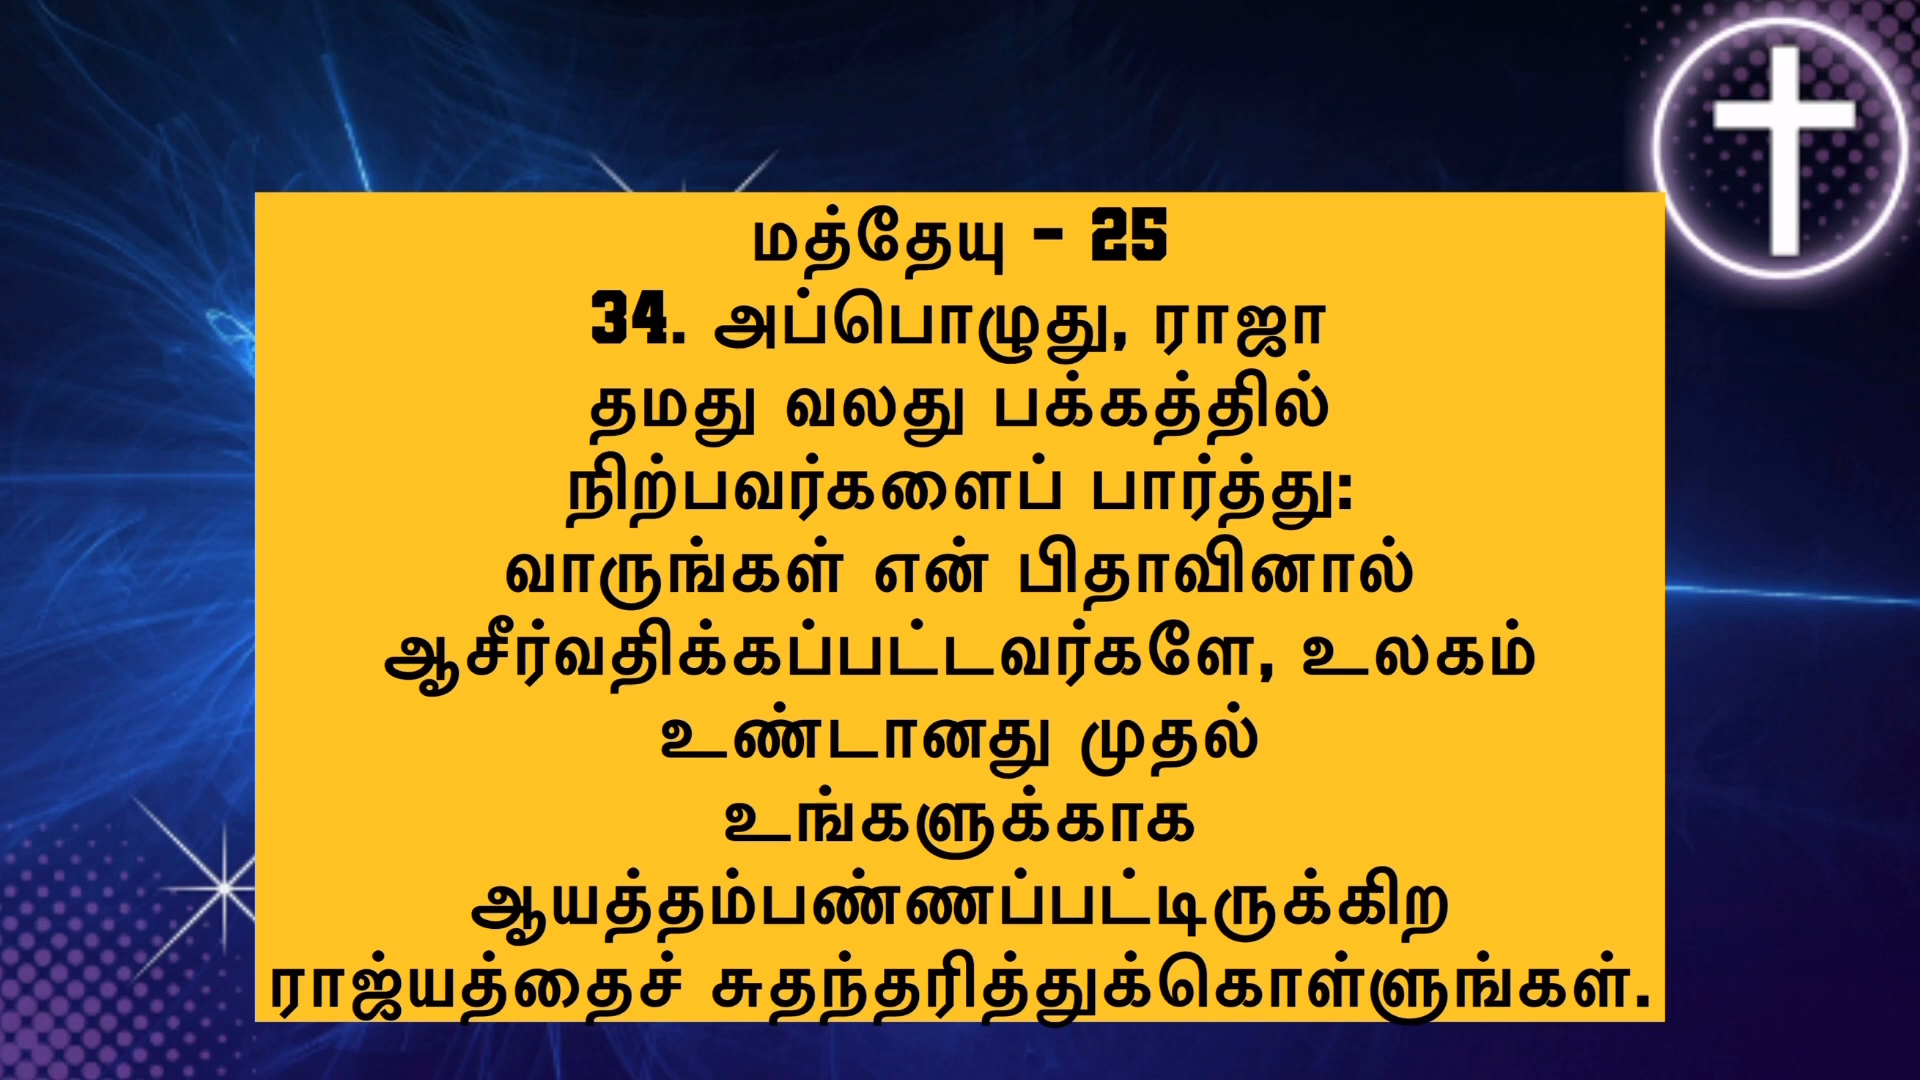 மத்தேயு - 25
34. அப்பொழுது, ராஜா
தமது வலது பக்கத்தில்
நிற்பவர்களைப் பார்த்து:
வாருங்கள் என் பிதாவினால்
ஆசீர்வதிக்கப்பட்டவர்களே, உலகம்
உண்டானது முதல்
உங்களுக்காக
ஆயத்தம்பண்ணப்பட்டிருக்கிற
ராஜ்யத்தைச் சுதந்தரித்துக்கொள்ளுங்கள்.